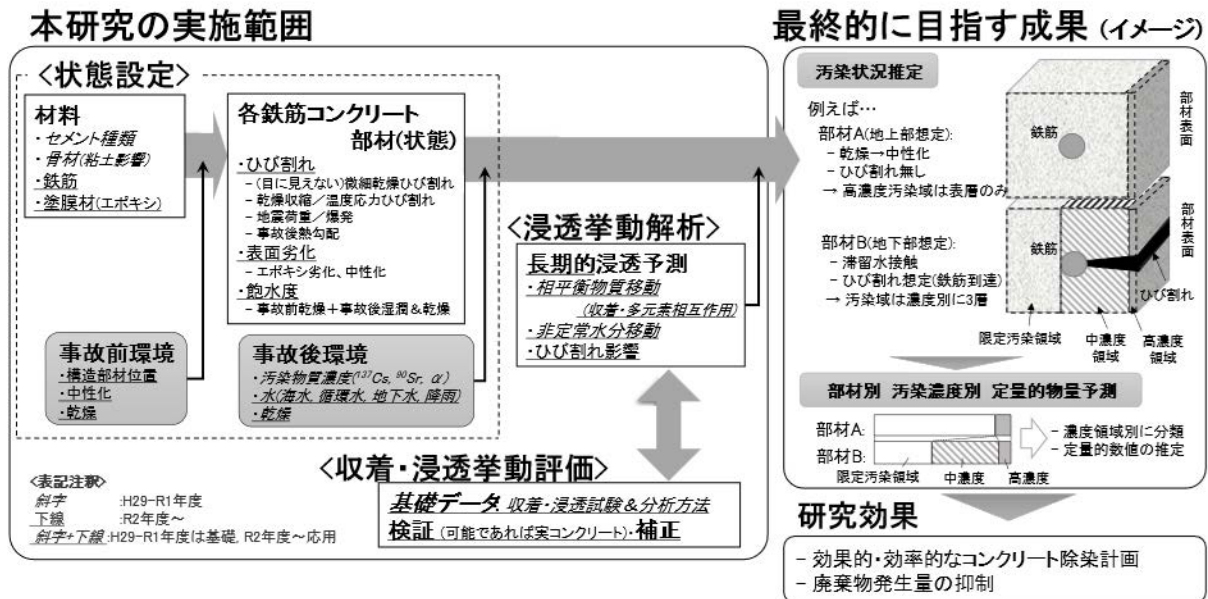 本研究の実施範囲
<状態設定>
材料
・セメント種類
・骨材(粘土影響)
・鉄筋
・塗膜材(エポキシ)
各鉄筋コンクリート
部材(状態)
・ひび割れ
– (目に見えない)微細乾燥ひび割れ
– 乾燥収縮/温度応力ひび割れ
– 地震荷重/爆発
– 事故後熱勾配
・表面劣化
– エポキシ劣化、中性化
・飽水度
– 事故前乾燥+事故後湿潤&乾燥
事故前環境
・構造部材位置
・中性化
・乾燥
事故後環境
・汚染物質濃度(¹³⁷Cs, ⁹⁰Sr, α)
・水(海水, 循環水, 地下水, 降雨)
・乾燥
<浸透挙動解析>
長期的浸透予測
・相平衡物質移動
(収着・多元素相互作用)
・非定常水分移動
・ひび割れ影響
<収着・浸透挙動評価>
基礎データ 収着・浸透試験&分析方法
検証 (可能であれば実コンクリート)・補正
<表記注釈>
斜字 :H29–R1年度
下線 :R2年度~
斜字+下線 :H29–R1年度は基礎, R2年度~応用
最終的に目指す成果 (イメージ)
汚染状況推定
例えば…
部材A(地上部想定):
– 乾燥→中性化
– ひび割れ無し
→ 高濃度汚染域は表層のみ
部材B(地下部想定):
– 滞留水接触
– ひび割れ想定(鉄筋到達)
→ 汚染域は濃度別に3層
鉄筋
部材表面
鉄筋
部材表面
ひび割れ
限定汚染領域
中濃度
領域
高濃度
領域
部材別 汚染濃度別 定量的物量予測
部材A:
部材B:
限定汚染領域 中濃度 高濃度
– 濃度領域別に分類
– 定量的数値の推定
研究効果
– 効果的・効率的なコンクリート除染計画
– 廃棄物発生量の抑制